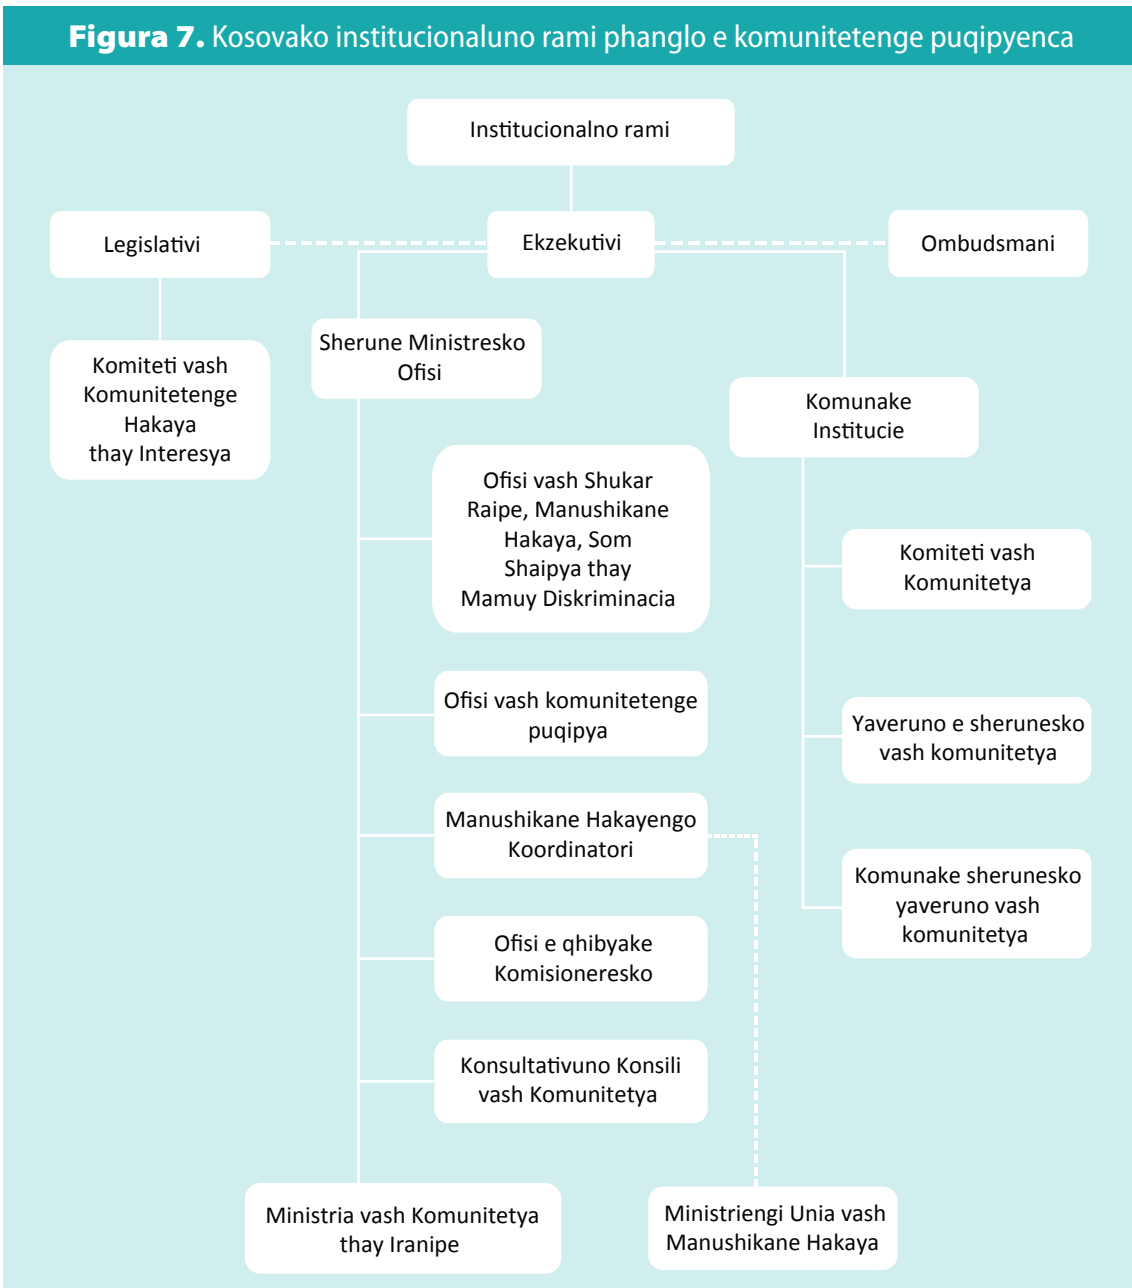 Figura 7. Kosovako institucionaluno rami phanglo e komunitetenge puqipyenca
Institucionalno rami
Legislativi
Ekzekutivi
Ombudsmani
Komiteti vash
Komunitetenge
Hakaya
thay Interesya
Sherune Ministresko
Ofisi
Ofisi vash Shukar
Raipe, Manushikane
Hakaya, Som
Shaipya thay
Mamuy Diskriminacia
Ofisi vash komunitetenge
puqipya
Manushikane Hakayengo
Koordinatori
Ofisi e qhibyake
Komisioneresko
Konsultativuno Konsili
vash Komunitetya
Ministria vash Komunitetya
thay Iranipe
Ministriengi Unia vash
Manushikane Hakaya
Komunake
Institucie
Komiteti vash
Komunitetya
Yaveruno e sherunesko
vash komunitetya
Komunake sherunesko
yaveruno vash
komunitetya